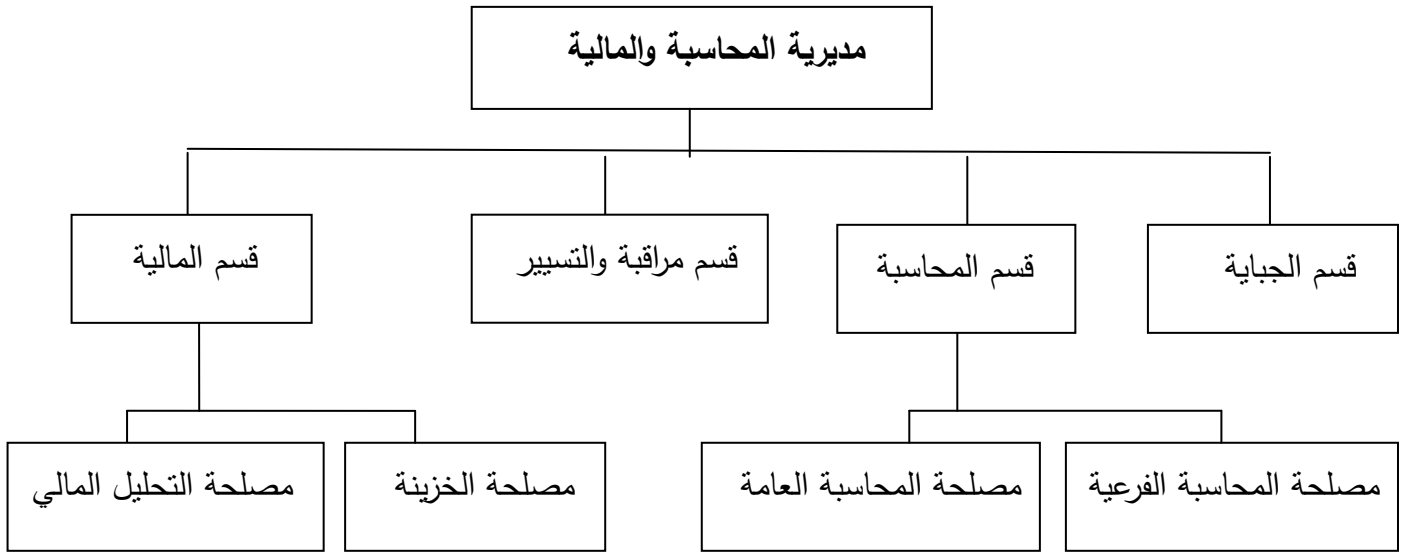 مديرية المحاسبة والمالية
قسم الجباية
قسم المحاسبة
قسم مراقبة والتسيير
قسم المالية
مصلحة المحاسبة الفرعية
مصلحة المحاسبة العامة
مصلحة الخزينة
مصلحة التحليل المالي